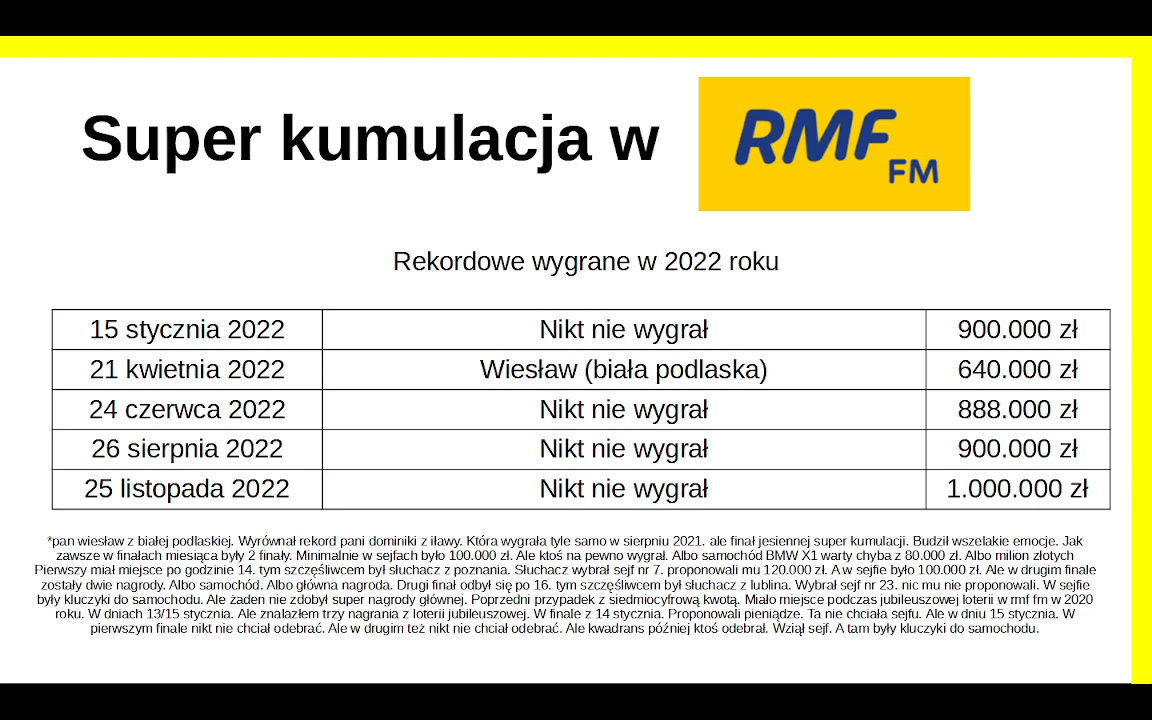 Super kumulacja w
RMF
FM
Rekordowe wygrane w 2022 roku
15 stycznia 2022 Nikt nie wygrał 900.000 zł
21 kwietnia 2022 Wiesław (biała podlaska) 640.000 zł
24 czerwca 2022 Nikt nie wygrał 888.000 zł
26 sierpnia 2022 Nikt nie wygrał 900.000 zł
25 listopada 2022 Nikt nie wygrał 1.000.000 zł
*pan wiesław z białej podlaskiej. Wyrównał rekord pani dominiki z iławy. Która wygrała tyle samo w sierpniu 2021. ale finał jesiennej super kumulacji. Budził wszelakie emocje. Jak
zawsze w finałach miesiąca były 2 finały. Minimalnie w sejfach było 100.000 zł. Ale ktoś na pewno wygrał. Albo samochód BMW X1 warty chyba z 80.000 zł. Albo milion złotych
Pierwszy miał miejsce po godzinie 14. tym szczęśliwcem był słuchacz z poznania. Słuchacz wybrał sejf nr 7. proponowali mu 120.000 zł. A w sejfie było 100.000 zł. Ale w drugim finale
zostały dwie nagrody. Albo samochód. Albo główna nagroda. Drugi finał odbył się po 16. tym szczęśliwcem był słuchacz z lublina. Wybrał sejf nr 23. nic mu nie proponowali. W sejfie
były kluczyki do samochodu. Ale żaden nie zdobył super nagrody głównej. Poprzedni przypadek z siedmiocyfrową kwotą. Miało miejsce podczas jubileuszowej loterii w rmf fm w 2020
roku. W dniach 13/15 stycznia. Ale znalazłem trzy nagrania z loterii jubileuszowej. W finale z 14 stycznia. Proponowali pieniądze. Ta nie chciała sejfu. Ale w dniu 15 stycznia. W
pierwszym finale nikt nie chciał odebrać. Ale w drugim też nikt nie chciał odebrać. Ale kwadrans później ktoś odebrał. Wziął sejf. A tam były kluczyki do samochodu.